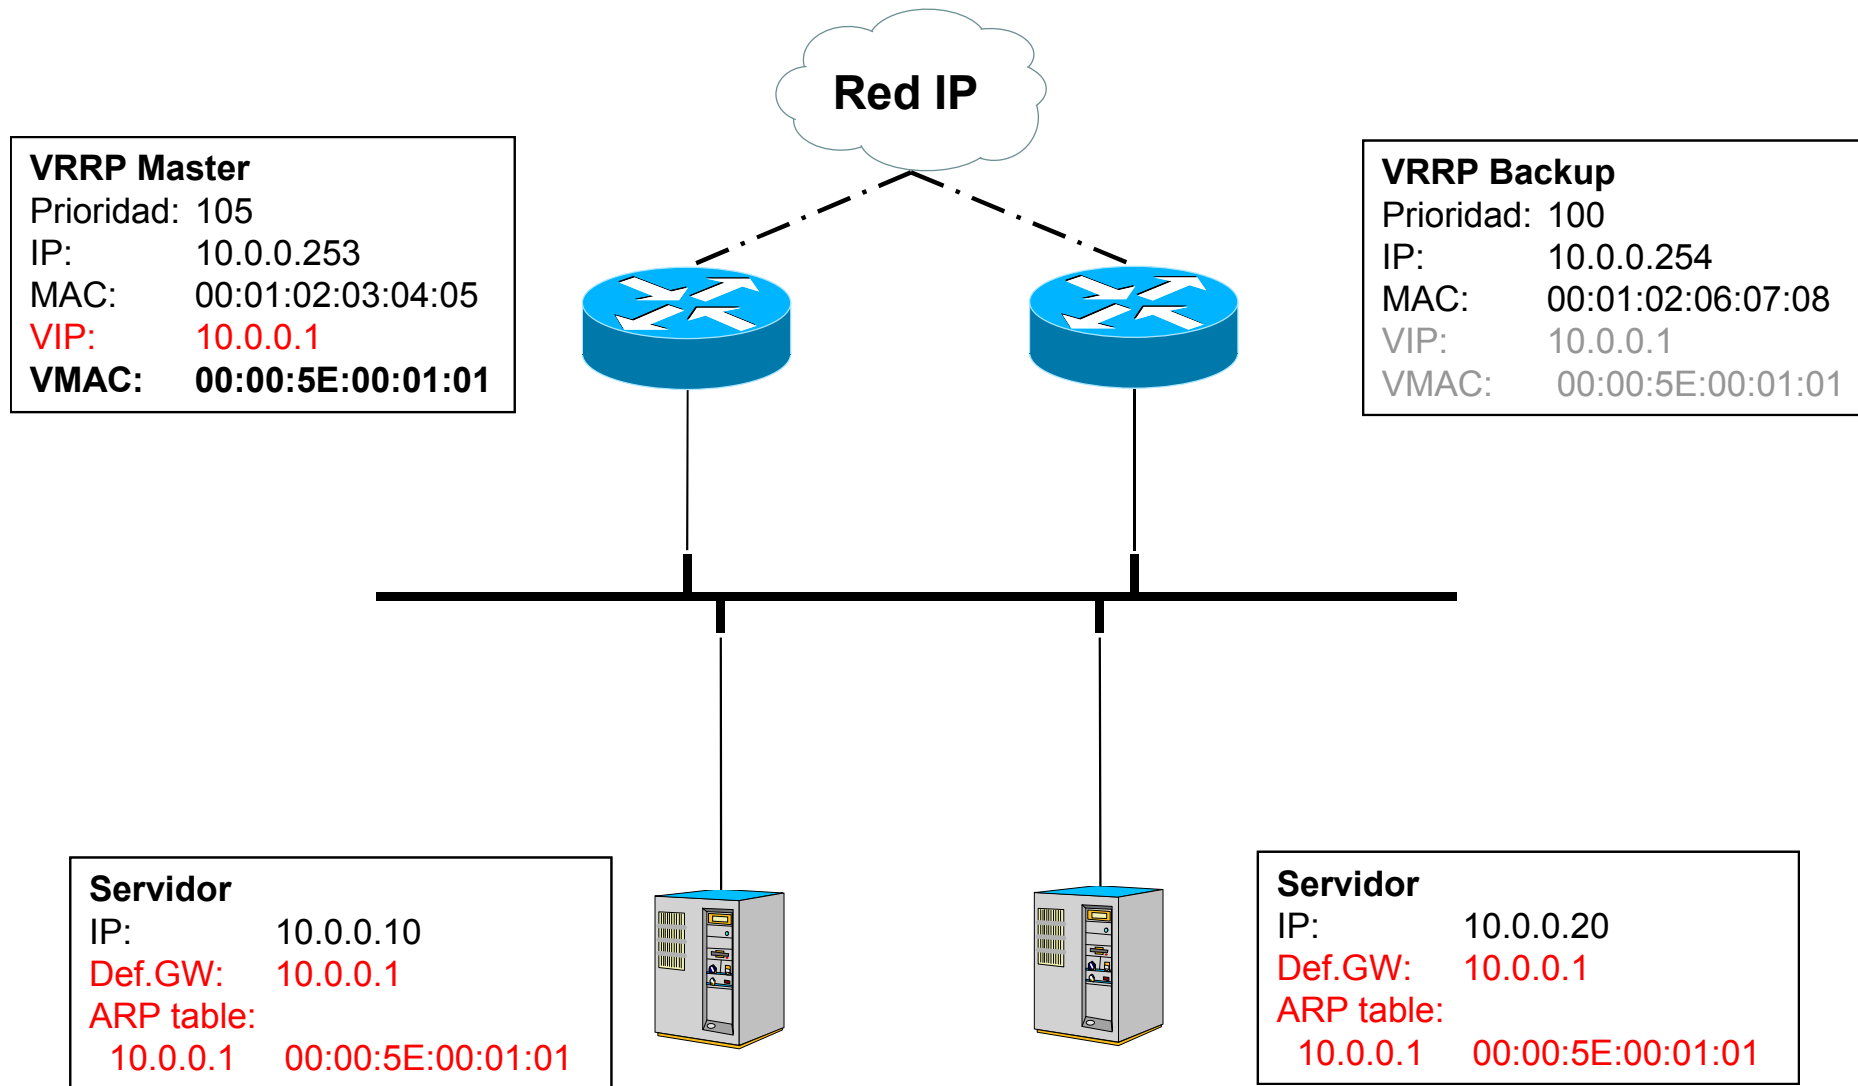 Red IP
VRRP Master
Prioridad: 105
IP: 10.0.0.253
MAC: 00:01:02:03:04:05
VIP: 10.0.0.1
VMAC: 00:00:5E:00:01:01
VRRP Backup
Prioridad: 100
IP: 10.0.0.254
MAC: 00:01:02:06:07:08
VIP: 10.0.0.1
VMAC: 00:00:5E:00:01:01
Servidor
IP: 10.0.0.10
Def.GW: 10.0.0.1
ARP table:
10.0.0.1 00:00:5E:00:01:01
Servidor
IP: 10.0.0.20
Def.GW: 10.0.0.1
ARP table:
10.0.0.1 00:00:5E:00:01:01